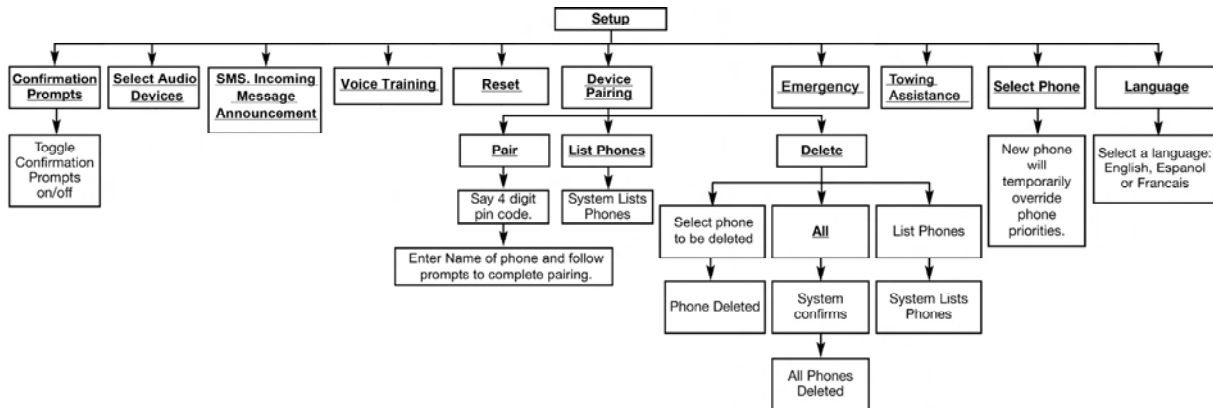 Setup
Confirmation
Prompts
Select Audio
Devices
SMS. Incoming
Message
Announcement
Voice Training
Reset
Device
Pairing
Emergency
Towing
Assistance
Select Phone
Language
Toggle
Confirmation
Prompts
on/off
Pair
List Phones
Delete
New phone
will
temporarily
override
phone
priorities.
Select a language:
English, Espanol
or Francais
Say 4 digit
pin code.
System Lists
Phones
Select phone
to be deleted
All
List Phones
Enter Name of phone and follow
prompts to complete pairing.
Phone Deleted
System
confirms
System Lists
Phones
All Phones
Deleted